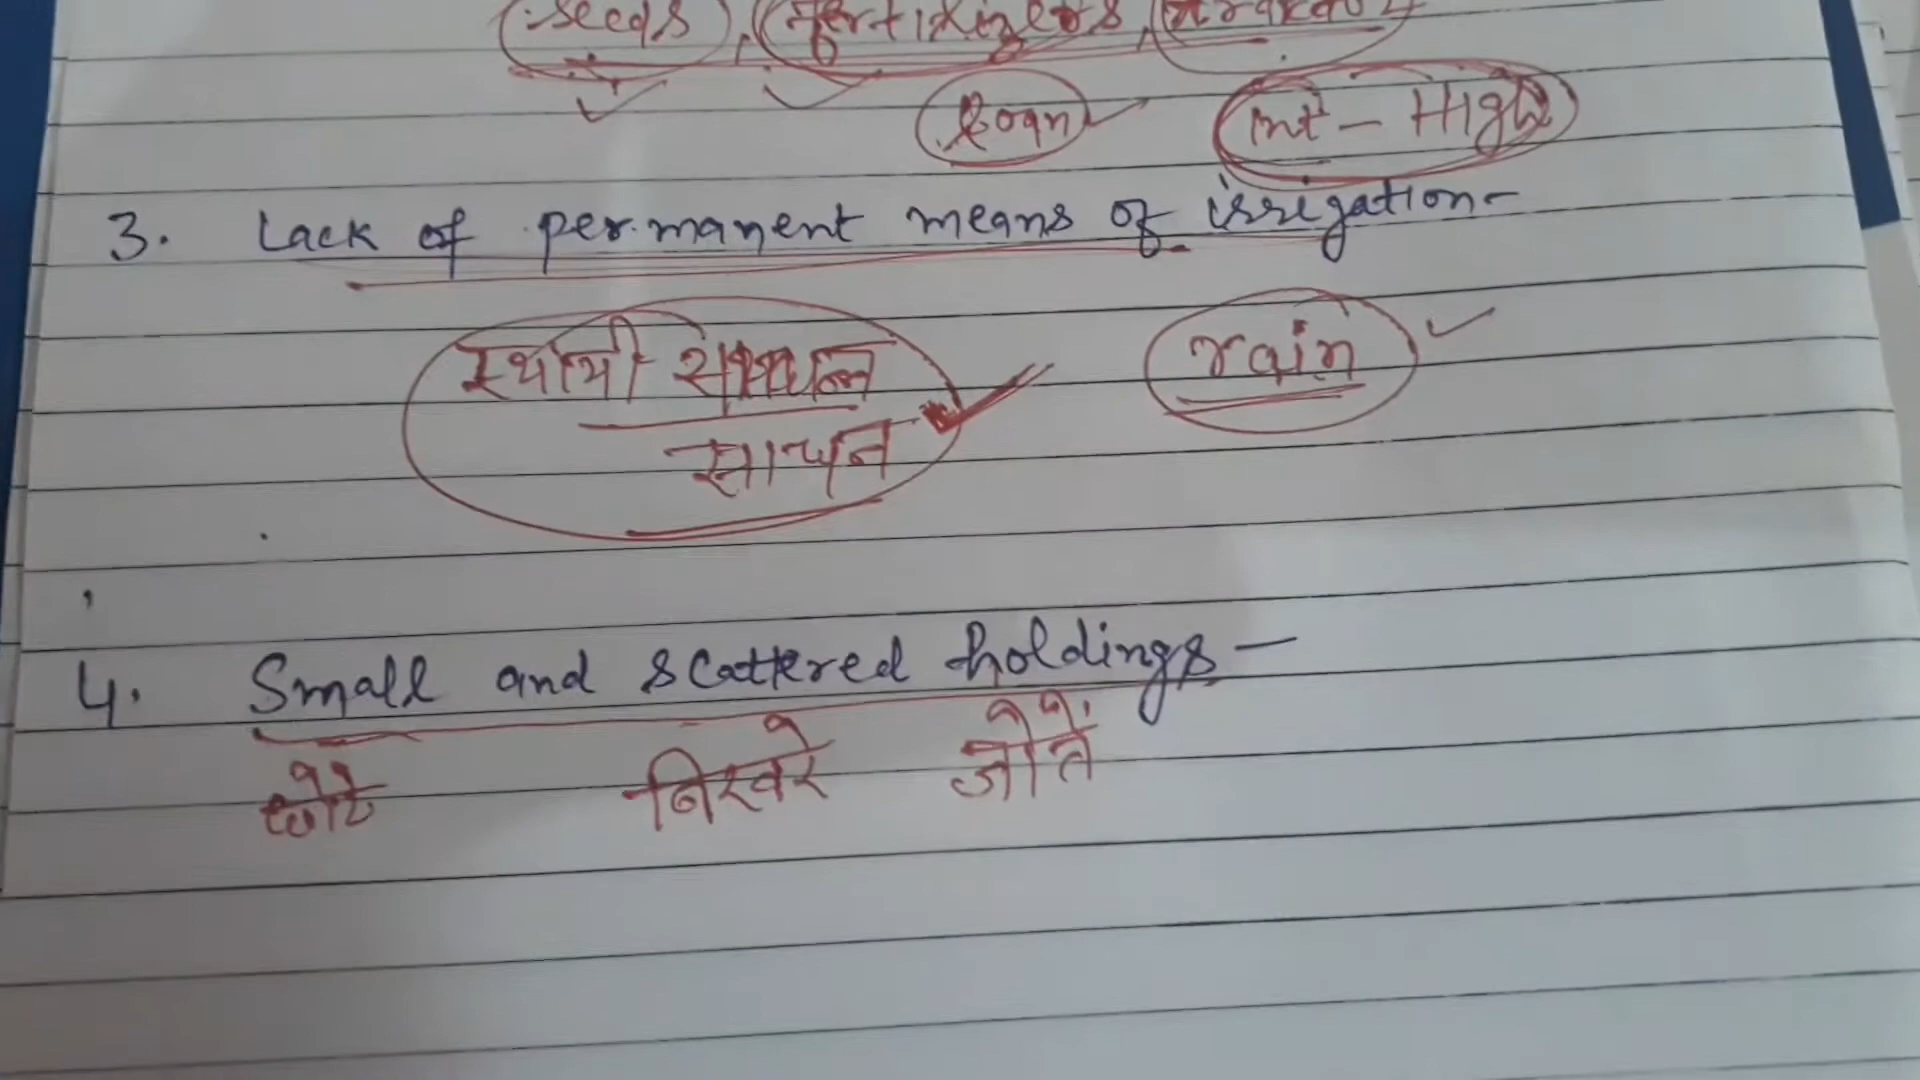 seeds, fertilizers,
Loan int - High
3. Lack of permanent means of irrigation-
स्थायी rain
साधन
4. Small and scattered holdings -
छोटे बिखरे जोतें